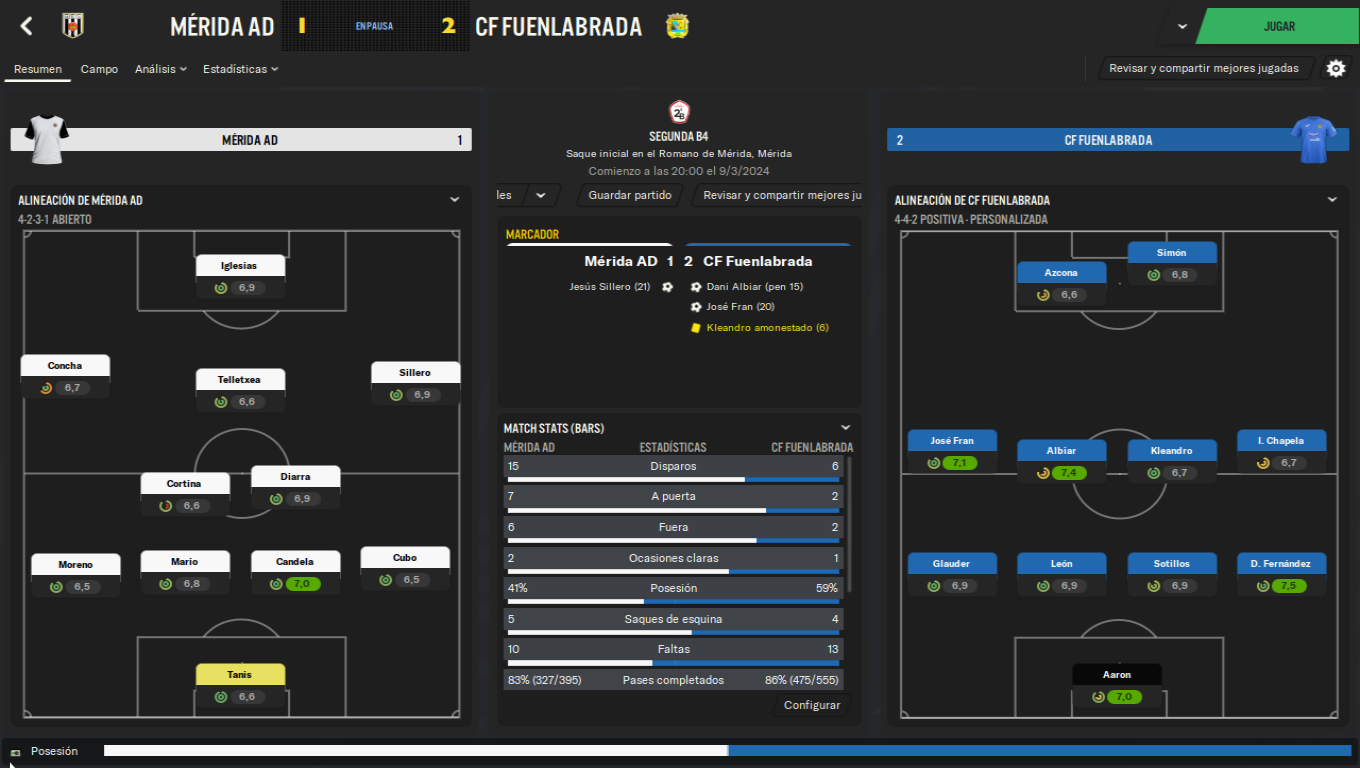 MÉRIDA AD 1 EN PAUSA 2 CF FUENLABRADA
JUGAR
Resumen Campo Análisis Estadísticas
Revisar y compartir mejores jugadas
MÉRIDA AD 1
2B
SEGUNDA B4
Saque inicial en el Romano de Mérida, Mérida
Comienzo a las 20:00 el 9/3/2024
les Guardar partido Revisar y compartir mejores ju
2 CF FUENLABRADA
ALINEACIÓN DE MÉRIDA AD
4-2-3-1 ABIERTO
Iglesias
6,9
Concha
6,7
Telletxea
6,6
Sillero
6,9
Cortina
6,6
Diarra
6,9
Moreno
6,5
Mario
6,8
Candela
7,0
Cubo
6,5
Tanis
6,6
MARCADOR
Mérida AD 1 2 CF Fuenlabrada
Jesús Sillero (21) Dani Albiar (pen 15)
José Fran (20)
Kleandro amonestado (6)
MATCH STATS (BARS)
MÉRIDA AD ESTADÍSTICAS CF FUENLABRADA
15 Disparos 6
7 A puerta 2
6 Fuera 2
2 Ocasiones claras 1
41% Posesión 59%
5 Saques de esquina 4
10 Faltas 13
83% (327/395) Pases completados 86% (475/555)
Configurar
ALINEACIÓN DE CF FUENLABRADA
4-4-2 POSITIVA - PERSONALIZADA
Simón
6,8
Azcona
6,6
José Fran
7,1
Albiar
7,4
Kleandro
6,7
I. Chapela
6,7
Glauder
6,9
León
6,9
Sotillos
6,9
D. Fernández
7,5
Aaron
7,0
Posesión